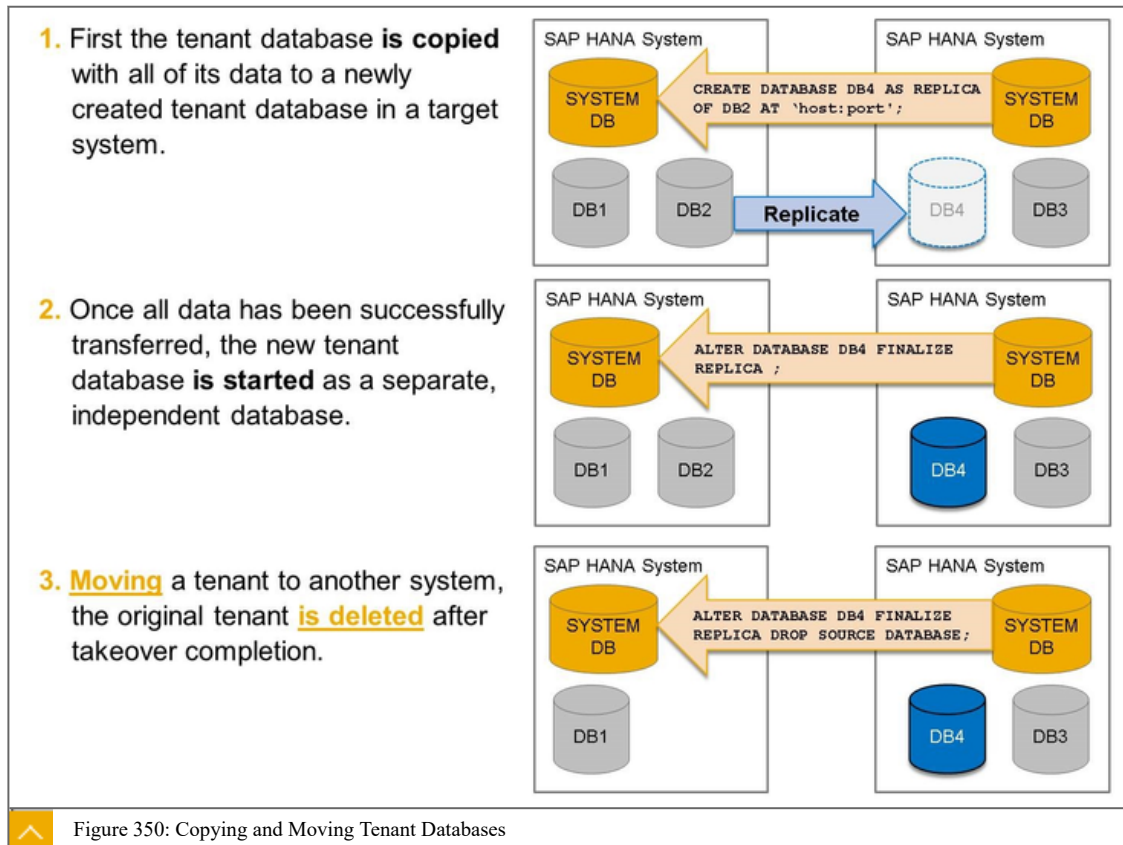 1. First the tenant database is copied
with all of its data to a newly
created tenant database in a target
system.
SAP HANA System
SAP HANA System
SYSTEM
DB
CREATE DATABASE DB4 AS REPLICA
OF DB2 AT ‘host:port';
SYSTEM
DB
DB1
DB2
Replicate
DB4
DB3
2. Once all data has been successfully
transferred, the new tenant
database is started as a separate,
independent database.
SAP HANA System
SAP HANA System
SYSTEM
DB
ALTER DATABASE DB4 FINALIZE
REPLICA ;
SYSTEM
DB
DB1
DB2
DB4
DB3
3. Moving a tenant to another system,
the original tenant is deleted after
takeover completion.
SAP HANA System
SAP HANA System
SYSTEM
DB
ALTER DATABASE DB4 FINALIZE
REPLICA DROP SOURCE DATABASE;
SYSTEM
DB
DB1
DB4
DB3
Figure 350: Copying and Moving Tenant Databases